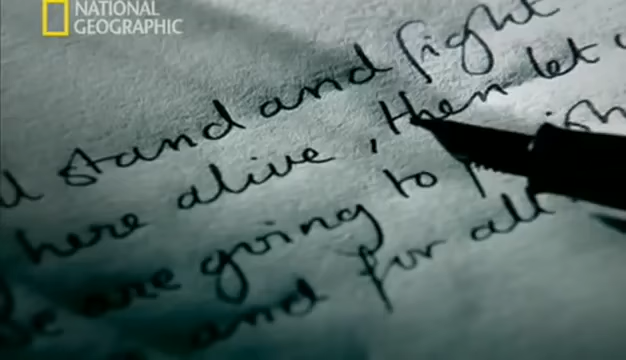 NATIONAL
GEOGRAPHIC
stand and fight
here alive, then let
are going to
and for all